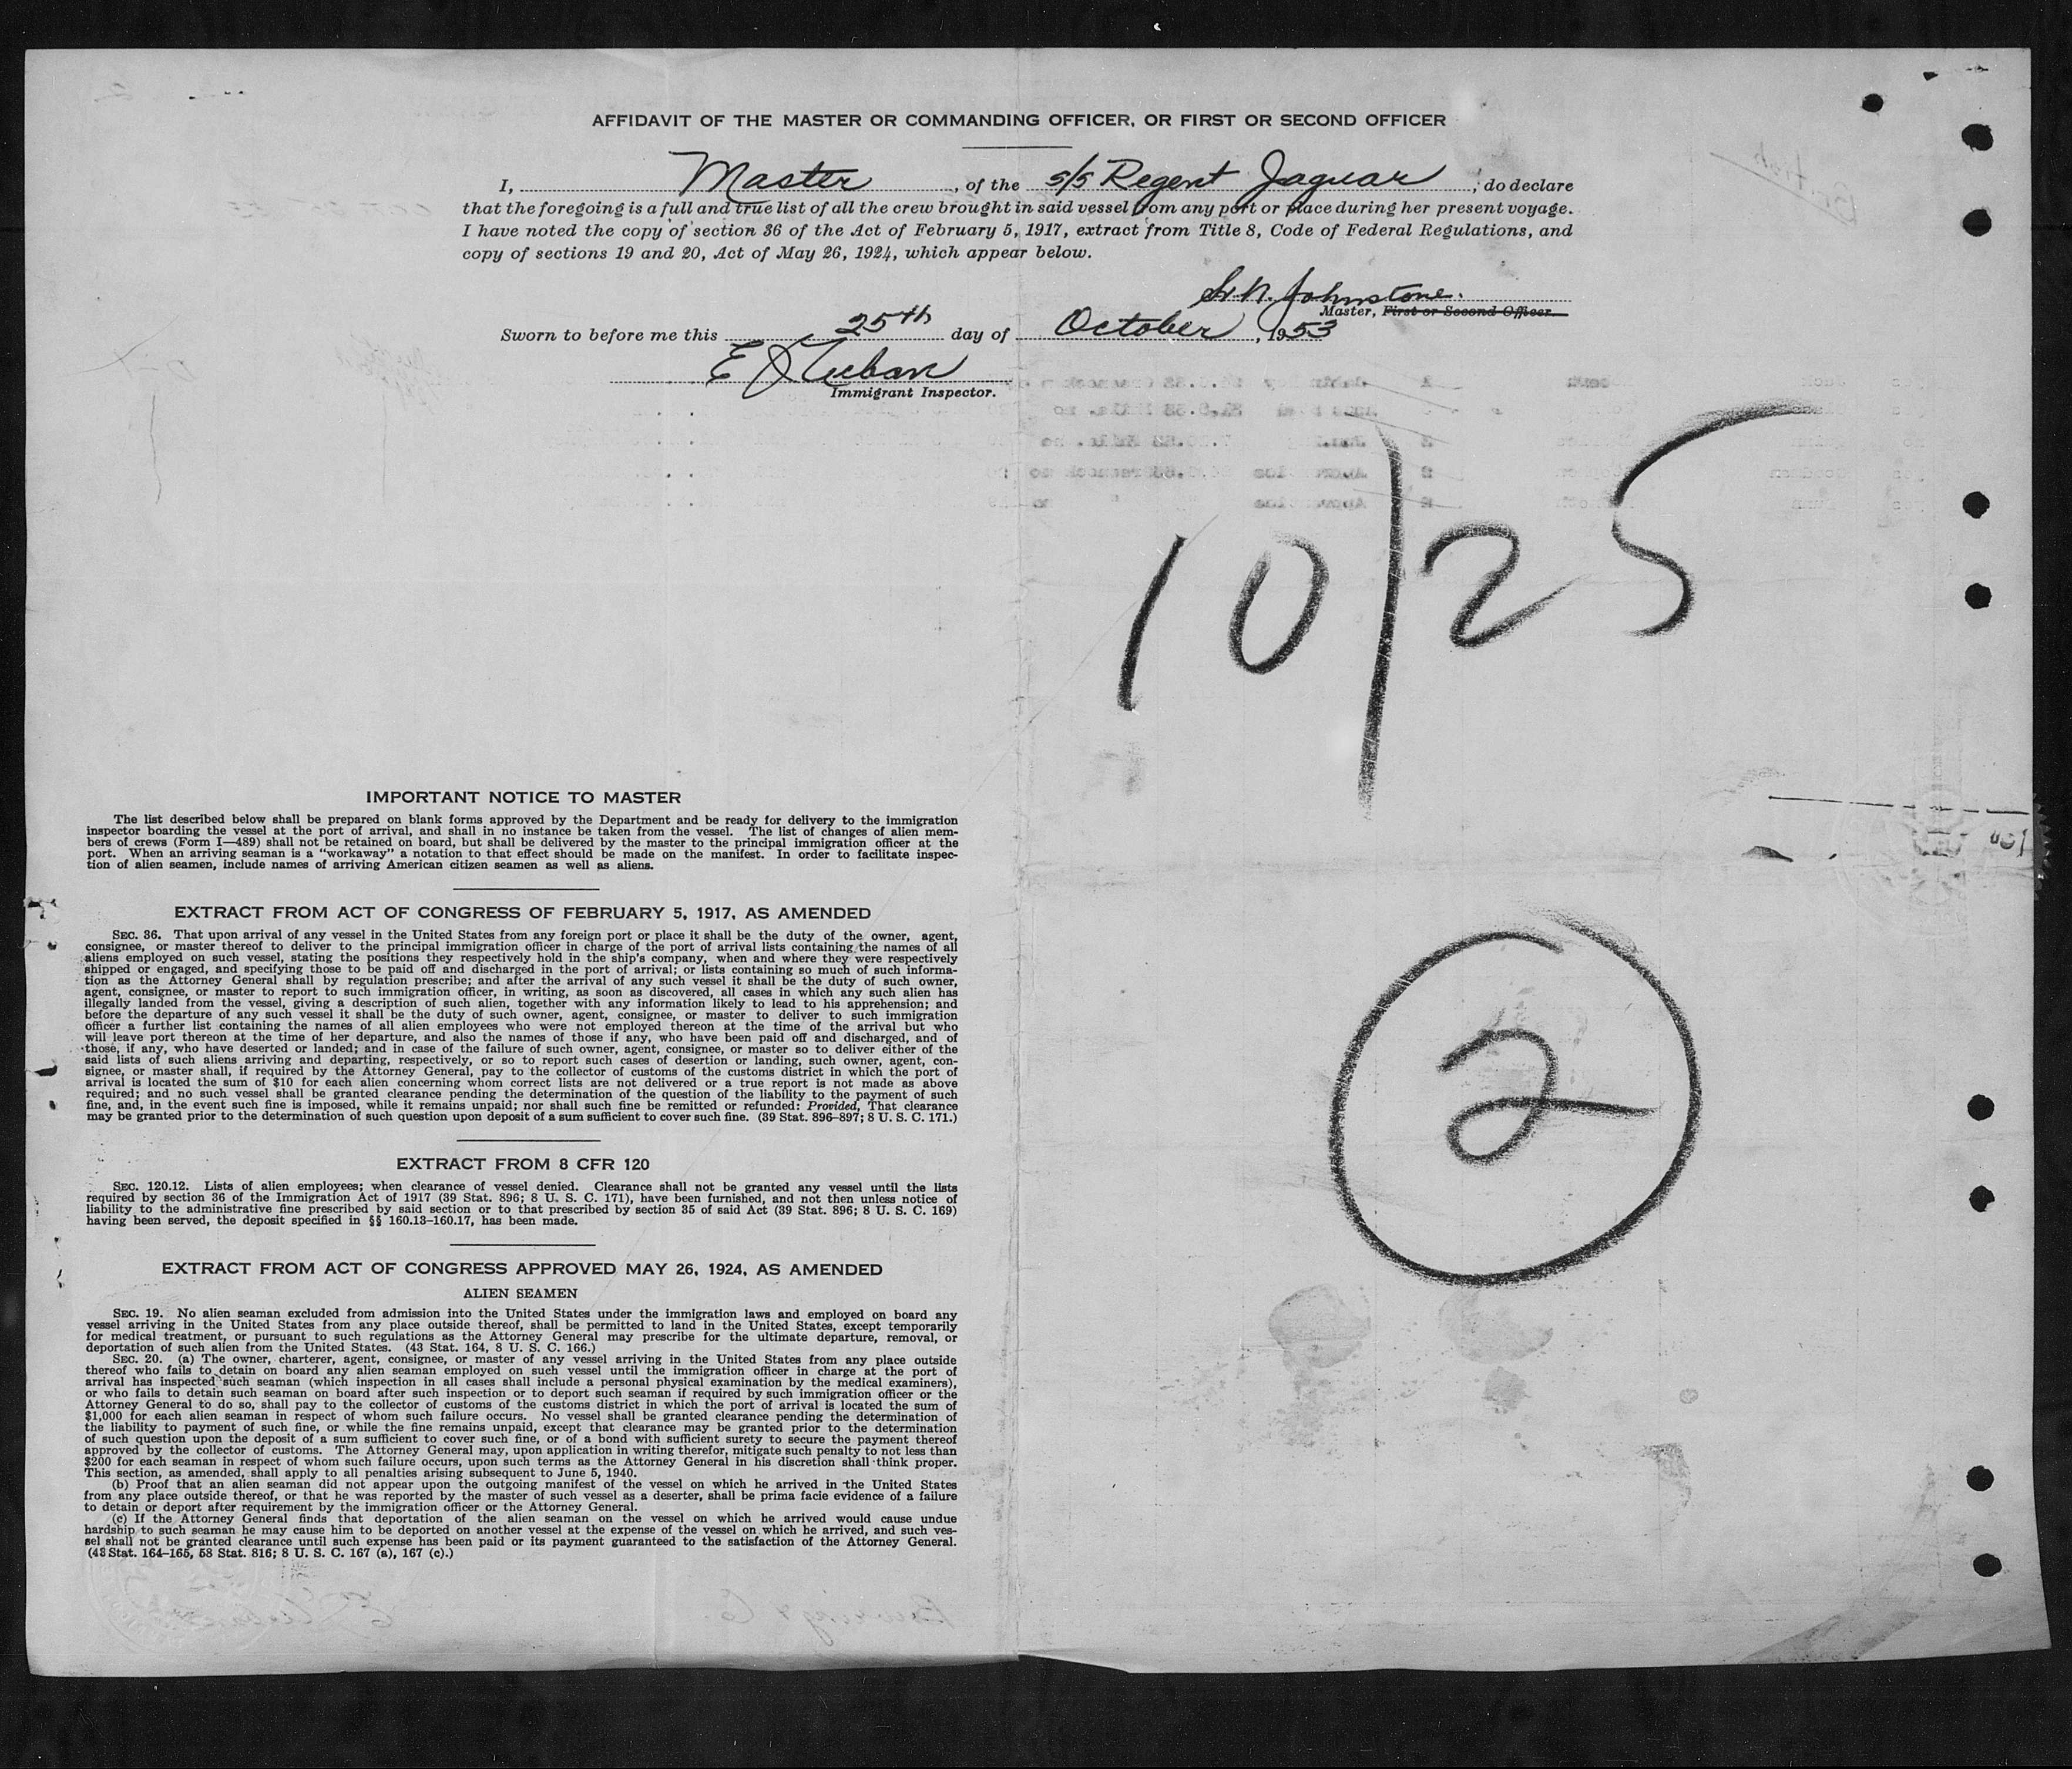 AFFIDAVIT OF THE MASTER OR COMMANDING OFFICER, OR FIRST OR SECOND OFFICER
I, Master, of the s/s Regent Jaguar, do declare
that the foregoing is a full and true list of all the crew brought in said vessel from any port or place during her present voyage.
I have noted the copy of section 36 of the Act of February 5, 1917, extract from Title 8, Code of Federal Regulations, and
copy of sections 19 and 20, Act of May 26, 1924, which appear below.
Johnstone.
Master, First or Second Officer.
Sworn to before me this 25th day of October, 1953
E
Immigrant Inspector.
10/25
IMPORTANT NOTICE TO MASTER
The list described below shall be prepared on blank forms approved by the Department and be ready for delivery to the immigration
inspector boarding the vessel at the port of arrival, and shall in no instance be taken from the vessel. The list of changes of alien mem-
bers of crews (Form I—489) shall not be retained on board, but shall be delivered by the master to the principal immigration officer at the
port. When an arriving seaman is a "workaway" a notation to that effect should be made on the manifest. In order to facilitate inspec-
tion of alien seamen, include names of arriving American citizen seamen as well as aliens.
EXTRACT FROM ACT OF CONGRESS OF FEBRUARY 5, 1917, AS AMENDED
SEC. 36. That upon arrival of any vessel in the United States from any foreign port or place it shall be the duty of the owner, agent,
consignee, or master thereof to deliver to the principal immigration officer in charge of the port of arrival lists containing the names of all
aliens employed on such vessel, stating the positions they respectively hold in the ship's company, when and where they were respectively
shipped or engaged, and specifying those to be paid off and discharged in the port of arrival; or lists containing so much of such informa-
tion as the Attorney General shall by regulation prescribe; and after the arrival of any such vessel it shall be the duty of such owner,
agent, consignee, or master to report to such immigration officer, in writing, as soon as discovered, all cases in which any such alien has
illegally landed from the vessel, giving a description of such alien, together with any information likely to lead to his apprehension; and
before the departure of any such vessel it shall be the duty of such owner, agent, consignee, or master to deliver to such immigration
officer a further list containing the names of all alien employees who were not employed thereon at the time of the arrival but who
will leave port thereon at the time of her departure, and also the names of those if any, who have been paid off and discharged, and of
those, if any, who have deserted or landed; and in case of the failure of such owner, agent, consignee, or master so to deliver either of the
said lists of such aliens arriving and departing, respectively, or so to report such cases of desertion or landing, such owner, agent, con-
signee, or master shall, if required by the Attorney General, pay to the collector of customs of the customs district in which the port of
arrival is located the sum of $10 for each alien concerning whom correct lists are not delivered or a true report is not made as above
required; and no such vessel shall be granted clearance pending the determination of the question of the liability to the payment of such
fine, and, in the event such fine is imposed, while it remains unpaid; nor shall such fine be remitted or refunded: Provided, That clearance
may be granted prior to the determination of such question upon deposit of a sum sufficient to cover such fine. (39 Stat. 896-897; 8 U. S. C. 171.)
2
EXTRACT FROM 8 CFR 120
SEC. 120.12. Lists of alien employees; when clearance of vessel denied. Clearance shall not be granted any vessel until the lists
required by section 36 of the Immigration Act of 1917 (39 Stat. 896; 8 U. S. C. 171), have been furnished, and not then unless notice of
liability to the administrative fine prescribed by said section or to that prescribed by section 35 of said Act (39 Stat. 896; 8 U. S. C. 169)
having been served, the deposit specified in §§ 160.13-160.17, has been made.
EXTRACT FROM ACT OF CONGRESS APPROVED MAY 26, 1924, AS AMENDED
ALIEN SEAMEN
SEC. 19. No alien seaman excluded from admission into the United States under the immigration laws and employed on board any
vessel arriving in the United States from any place outside thereof, shall be permitted to land in the United States, except temporarily
for medical treatment, or pursuant to such regulations as the Attorney General may prescribe for the ultimate departure, removal, or
deportation of such alien from the United States. (43 Stat. 164, 8 U. S. C. 166.)
SEC. 20. (a) The owner, charterer, agent, consignee, or master of any vessel arriving in the United States from any place outside
thereof who fails to detain on board any alien seaman employed on such vessel until the immigration officer in charge at the port of
arrival has inspected such seaman (which inspection in all cases shall include a personal physical examination by the medical examiners),
or who fails to detain such seaman on board after such inspection or to deport such seaman if required by such immigration officer or the
Attorney General to do so, shall pay to the collector of customs of the customs district in which the port of arrival is located the sum of
$1,000 for each alien seaman in respect of whom such failure occurs. No vessel shall be granted clearance pending the determination of
the liability to payment of such fine, or while the fine remains unpaid, except that clearance may be granted prior to the determination
of such question upon the deposit of a sum sufficient to cover such fine, or of a bond with sufficient surety to secure the payment thereof
approved by the collector of customs. The Attorney General may, upon application in writing therefor, mitigate such penalty to not less than
$200 for each seaman in respect of whom such failure occurs, upon such terms as the Attorney General in his discretion shall think proper.
This section, as amended, shall apply to all penalties arising subsequent to June 5, 1940.
(b) Proof that an alien seaman did not appear upon the outgoing manifest of the vessel on which he arrived in the United States
from any place outside thereof, or that he was reported by the master of such vessel as a deserter, shall be prima facie evidence of a failure
to detain or deport after requirement by the immigration officer or the Attorney General.
(c) If the Attorney General finds that deportation of the alien seaman on the vessel on which he arrived would cause undue
hardship to such seaman he may cause him to be deported on another vessel at the expense of the vessel on which he arrived, and such ves-
sel shall not be granted clearance until such expense has been paid or its payment guaranteed to the satisfaction of the Attorney General.
(43 Stat. 164-165, 58 Stat. 816; 8 U. S. C. 167 (a), 167 (c).)